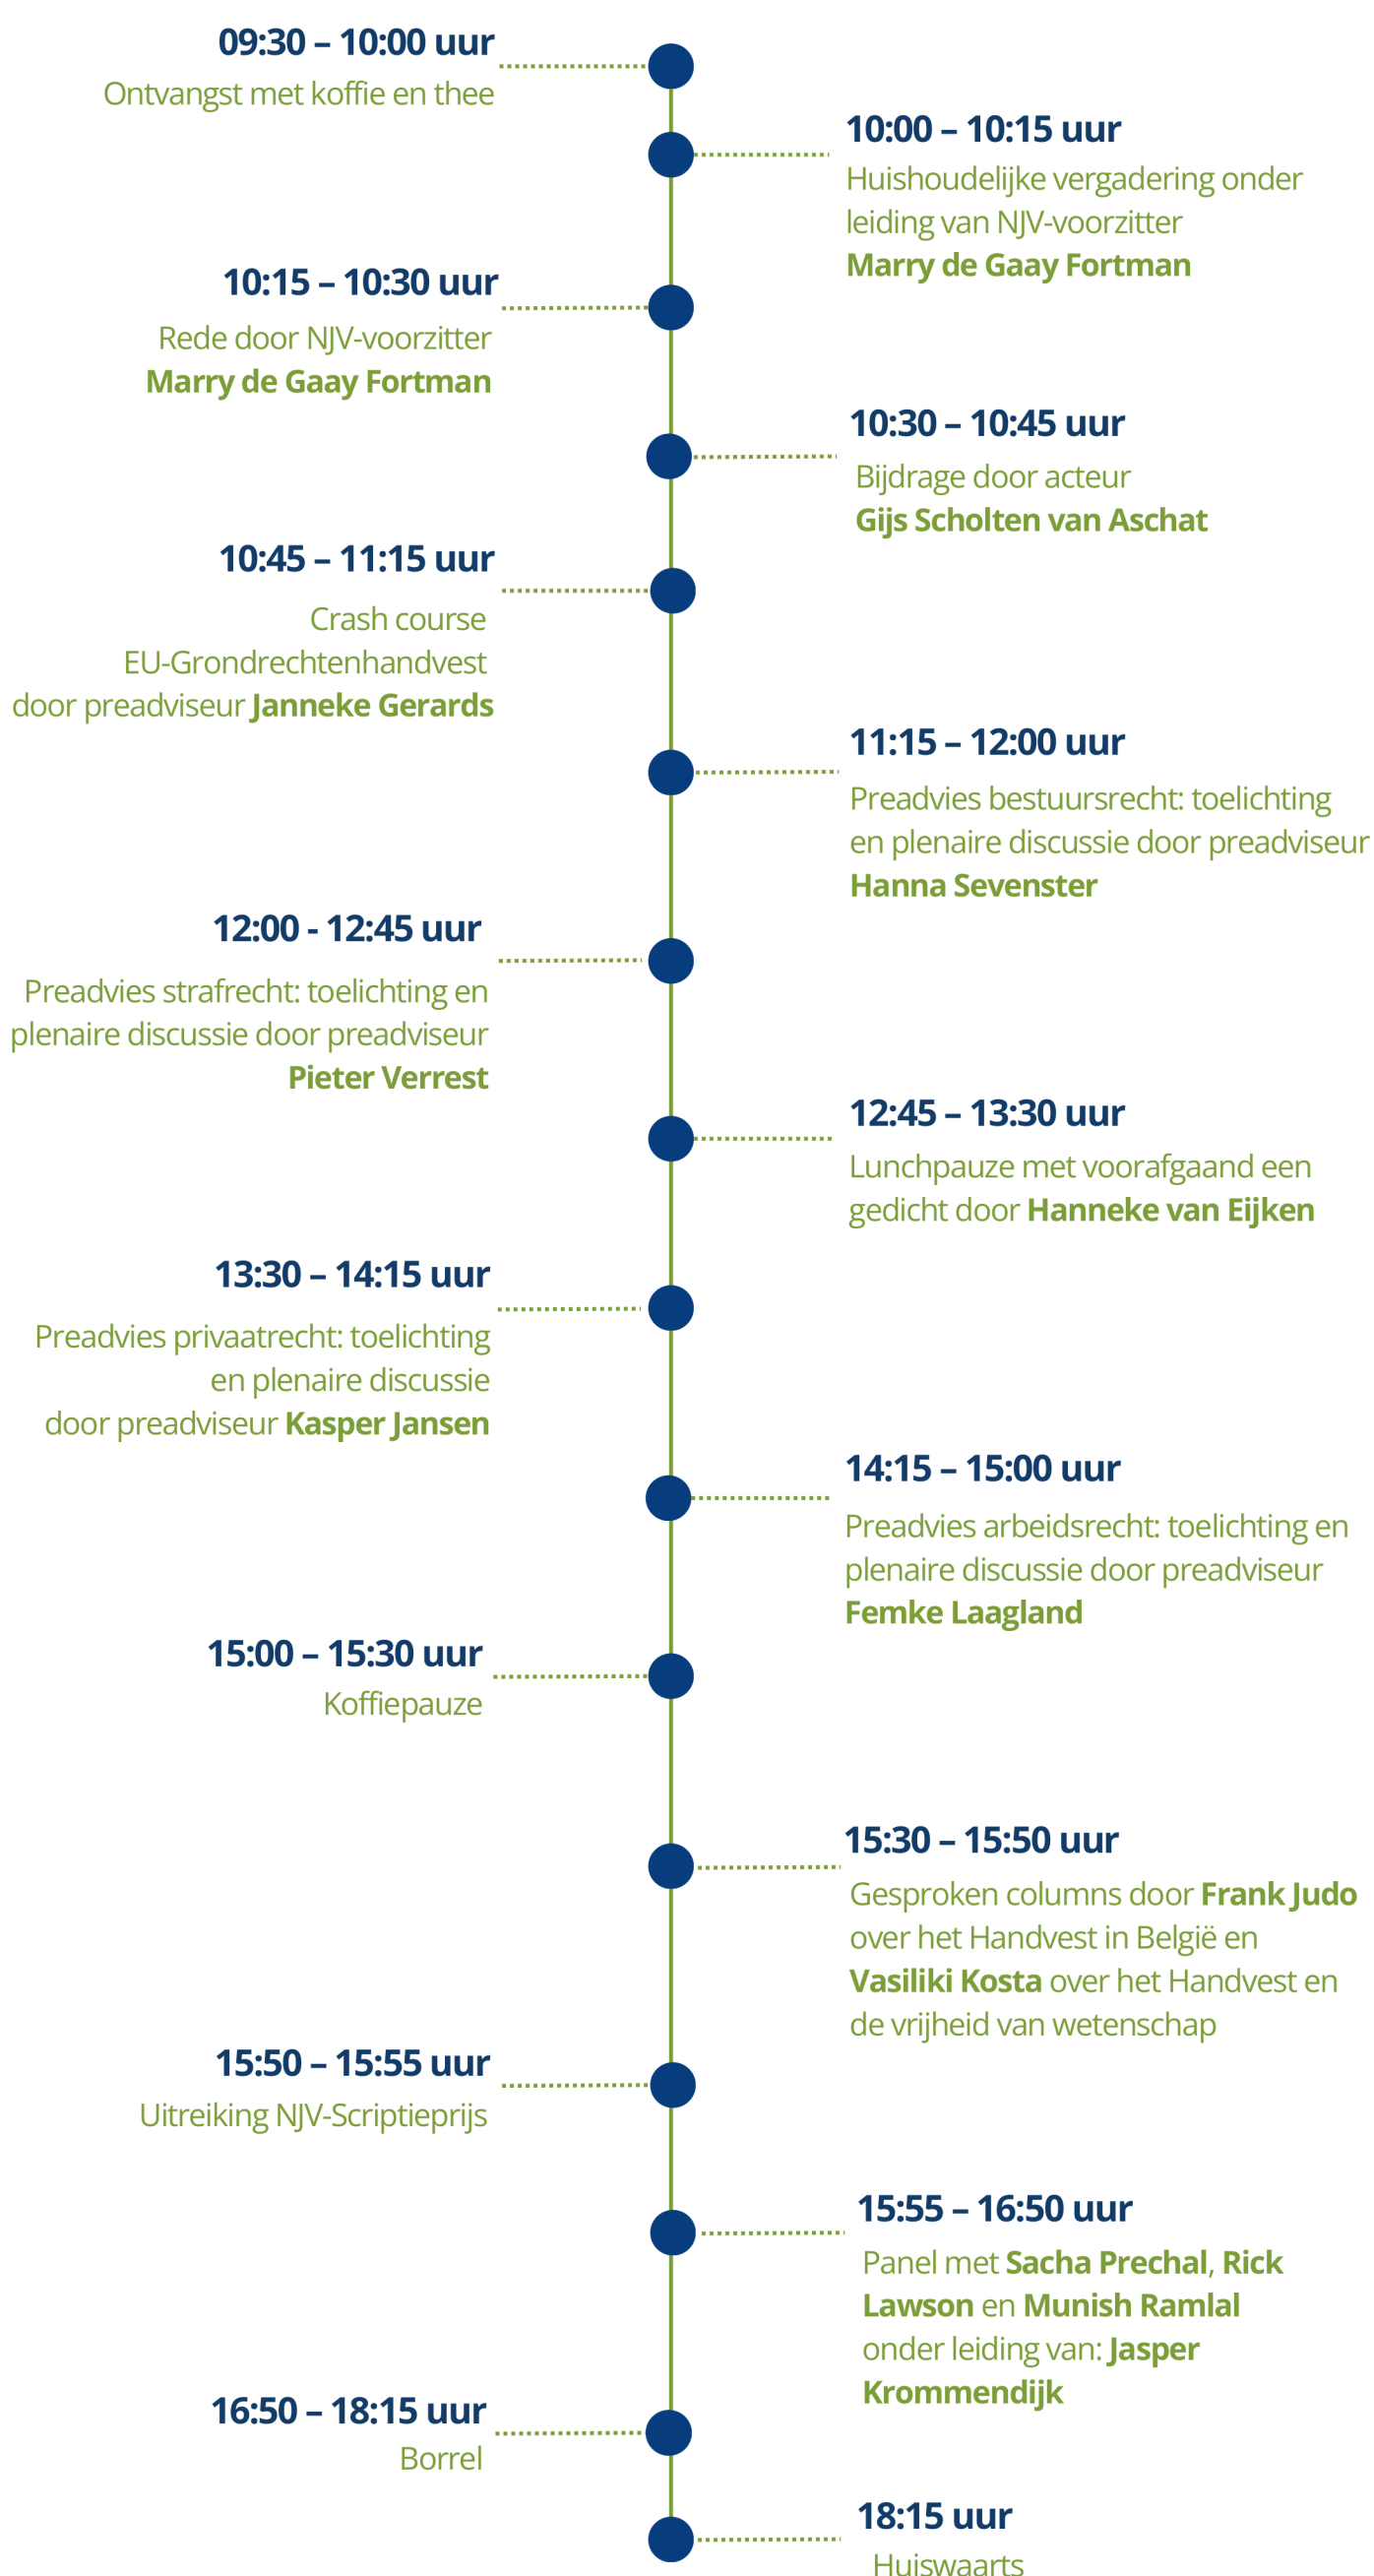 09:30 – 10:00 uur
Ontvangst met koffie en thee
10:00 – 10:15 uur
Huishoudelijke vergadering onder
leiding van NJV-voorzitter
Marry de Gaay Fortman
10:15 – 10:30 uur
Rede door NJV-voorzitter
Marry de Gaay Fortman
10:30 – 10:45 uur
Bijdrage door acteur
Gijs Scholten van Aschat
10:45 – 11:15 uur
Crash course
EU-Grondrechtenhandvest
door preadviseur Janneke Gerards
11:15 – 12:00 uur
Preadvies bestuursrecht: toelichting
en plenaire discussie door preadviseur
Hanna Sevenster
12:00 - 12:45 uur
Preadvies strafrecht: toelichting en
plenaire discussie door preadviseur
Pieter Verrest
12:45 – 13:30 uur
Lunchpauze met voorafgaand een
gedicht door Hanneke van Eijken
13:30 – 14:15 uur
Preadvies privaatrecht: toelichting
en plenaire discussie
door preadviseur Kasper Jansen
14:15 – 15:00 uur
Preadvies arbeidsrecht: toelichting en
plenaire discussie door preadviseur
Femke Laagland
15:00 – 15:30 uur
Koffiepauze
15:30 – 15:50 uur
Gesproken columns door Frank Judo
over het Handvest in België en
Vasiliki Kosta over het Handvest en
de vrijheid van wetenschap
15:50 – 15:55 uur
Uitreiking NJV-Scriptieprijs
15:55 – 16:50 uur
Panel met Sacha Prechal, Rick
Lawson en Munish Ramlal
onder leiding van: Jasper
Krommendijk
16:50 – 18:15 uur
Borrel
18:15 uur
Huiswaarts